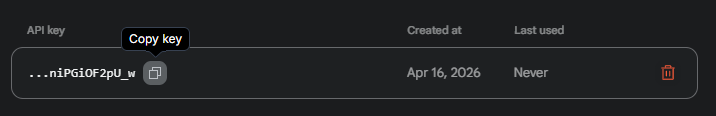 API key Created at Last used
Copy key
...niPGiOF2pU_w Apr 16, 2026 Never